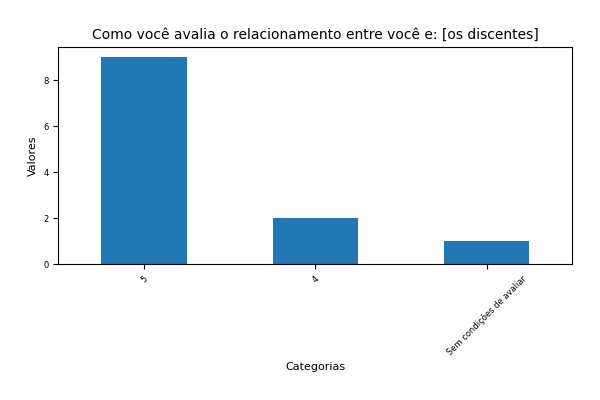 Como você avalia o relacionamento entre você e: [os discentes]
Valores
8
6
4
2
0
5
4
Sem condições de avaliar
Categorias